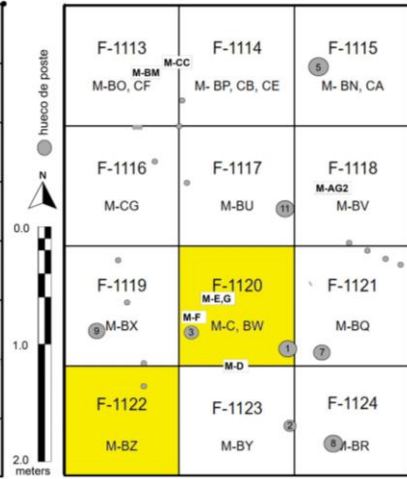 hueco de poste
N
0.0
1.0
2.0
meters
F-1113
M-BM
M-BO, CF
M-CC
F-1114
M- BP, CB, CE
F-1115
5
M- BN, CA
F-1116
M-CG
F-1117
M-BU
11
F-1118
M-AG2
M-BV
F-1119
9
M-BX
F-1120
M-E,G
M-F
3
M-C, BW
1
M-D
F-1121
M-BQ
7
F-1122
M-BZ
F-1123
2
M-BY
F-1124
8
M-BR